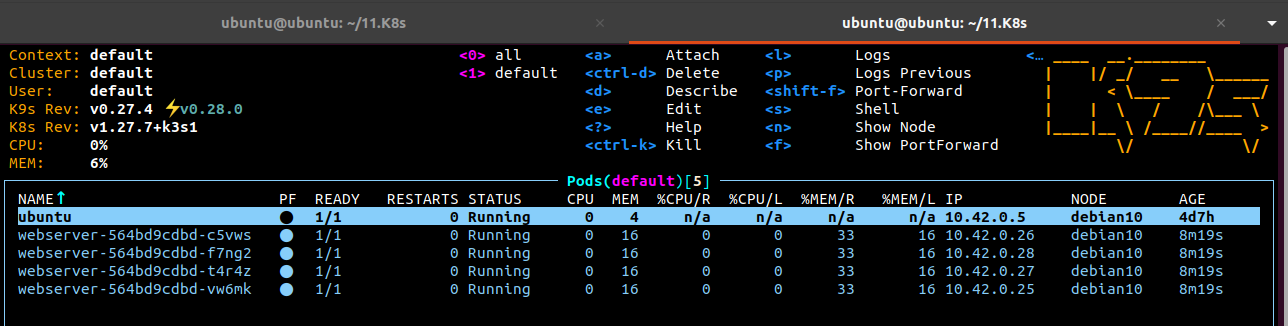 ubuntu@ubuntu: ~/11.K8s × ubuntu@ubuntu: ~/11.K8s ×
Context: default <0> all <a> Attach <l> Logs <…
Cluster: default <1> default <ctrl-d> Delete <p> Logs Previous
User: default <d> Describe <shift-f> Port-Forward
K9s Rev: v0.27.4 ⚡v0.28.0 <e> Edit <s> Shell
K8s Rev: v1.27.7+k3s1 <?> Help <n> Show Node
CPU: 0% <ctrl-k> Kill <f> Show PortForward
MEM: 6%
Pods(default)[5]
NAME↑ PF READY RESTARTS STATUS CPU MEM %CPU/R %CPU/L %MEM/R %MEM/L IP NODE AGE
ubuntu ● 1/1 0 Running 0 4 n/a n/a n/a n/a 10.42.0.5 debian10 4d7h
webserver-564bd9cdbd-c5vws ● 1/1 0 Running 0 16 0 0 33 16 10.42.0.26 debian10 8m19s
webserver-564bd9cdbd-f7ng2 ● 1/1 0 Running 0 16 0 0 33 16 10.42.0.28 debian10 8m19s
webserver-564bd9cdbd-t4r4z ● 1/1 0 Running 0 16 0 0 33 16 10.42.0.27 debian10 8m19s
webserver-564bd9cdbd-vw6mk ● 1/1 0 Running 0 16 0 0 33 16 10.42.0.25 debian10 8m19s